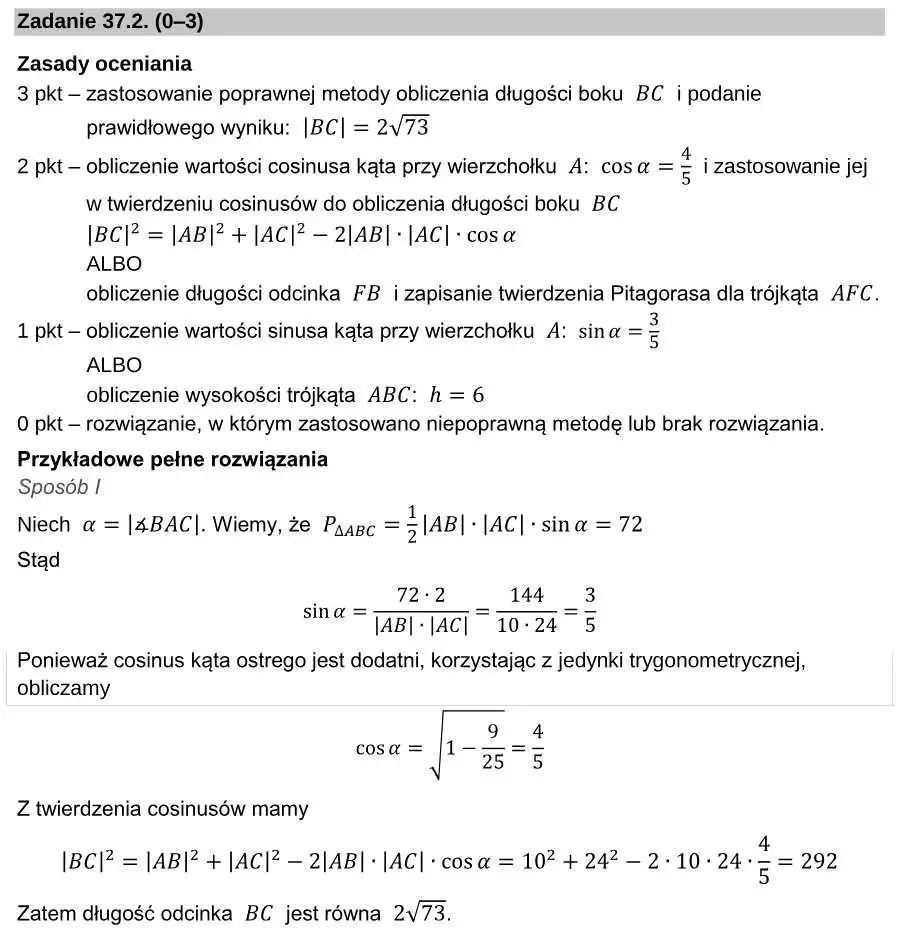 Zadanie 37.2. (0–3)
Zasady oceniania
3 pkt – zastosowanie poprawnej metody obliczenia długości boku BC i podanie
prawidłowego wyniku: |BC| = 2√73
2 pkt – obliczenie wartości cosinusa kąta przy wierzchołku A: cos α = 4/5 i zastosowanie jej
w twierdzeniu cosinusów do obliczenia długości boku BC
|BC|² = |AB|² + |AC|² − 2|AB| · |AC| · cos α
ALBO
obliczenie długości odcinka FB i zapisanie twierdzenia Pitagorasa dla trójkąta AFC.
1 pkt – obliczenie wartości sinusa kąta przy wierzchołku A: sin α = 3/5
ALBO
obliczenie wysokości trójkąta ABC: h = 6
0 pkt – rozwiązanie, w którym zastosowano niepoprawną metodę lub brak rozwiązania.
Przykładowe pełne rozwiązania
Sposób I
Niech α = |∡BAC|. Wiemy, że P_ΔABC = 1/2 |AB| · |AC| · sin α = 72
Stąd
sin α = (72 · 2)/(|AB| · |AC|) = 144/(10 · 24) = 3/5
Ponieważ cosinus kąta ostrego jest dodatni, korzystając z jedynki trygonometrycznej,
obliczamy
cos α = √(1 − 9/25) = 4/5
Z twierdzenia cosinusów mamy
|BC|² = |AB|² + |AC|² − 2|AB| · |AC| · cos α = 10² + 24² − 2 · 10 · 24 · 4/5 = 292
Zatem długość odcinka BC jest równa 2√73.